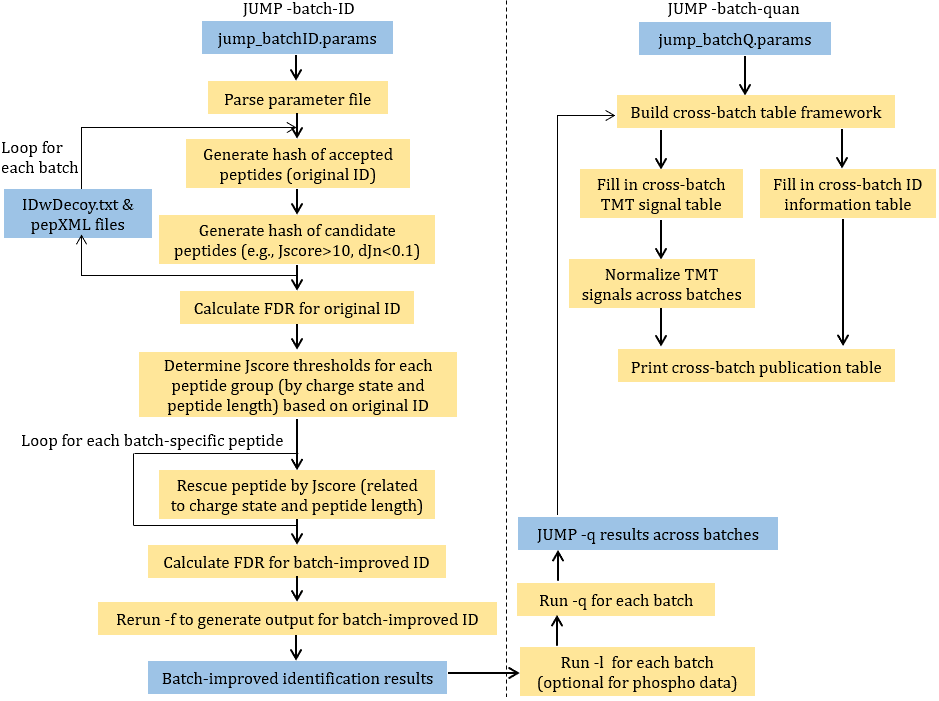 JUMP -batch-ID
jump_batchID.params
Parse parameter file
Loop for
each batch
Generate hash of accepted
peptides (original ID)
IDwDecoy.txt &
pepXML files
Generate hash of candidate
peptides (e.g., Jscore>10, dJn<0.1)
Calculate FDR for original ID
Determine Jscore thresholds for each
peptide group (by charge state and
peptide length) based on original ID
Loop for each batch-specific peptide
Rescue peptide by Jscore (related
to charge state and peptide length)
Calculate FDR for batch-improved ID
Rerun -f to generate output for batch-improved ID
Batch-improved identification results
JUMP -batch-quan
jump_batchQ.params
Build cross-batch table framework
Fill in cross-batch
TMT signal table
Fill in cross-batch ID
information table
Normalize TMT
signals across batches
Print cross-batch publication table
JUMP -q results across batches
Run -q for each batch
Run -l  for each batch
(optional for phospho data)